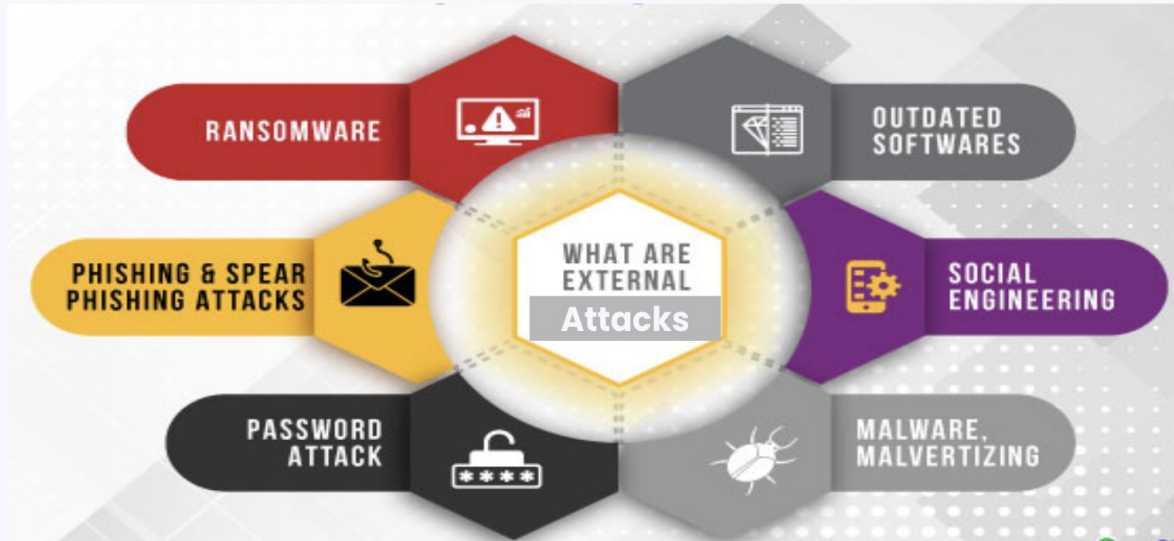 RANSOMWARE
OUTDATED
SOFTWARES
PHISHING & SPEAR
PHISHING ATTACKS
WHAT ARE
EXTERNAL
Attacks
SOCIAL
ENGINEERING
PASSWORD
ATTACK
****
MALWARE,
MALVERTIZING